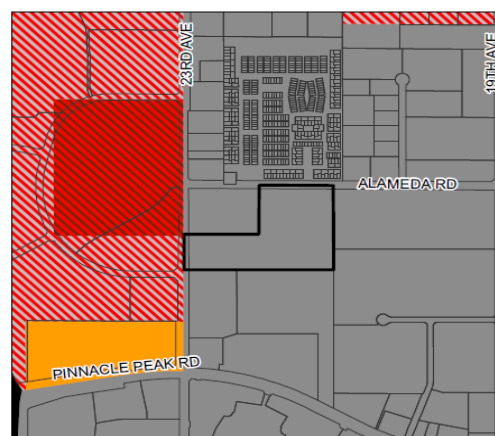 23RD AVE
19TH AVE
ALAMEDA RD
PINNACLE PEAK RD